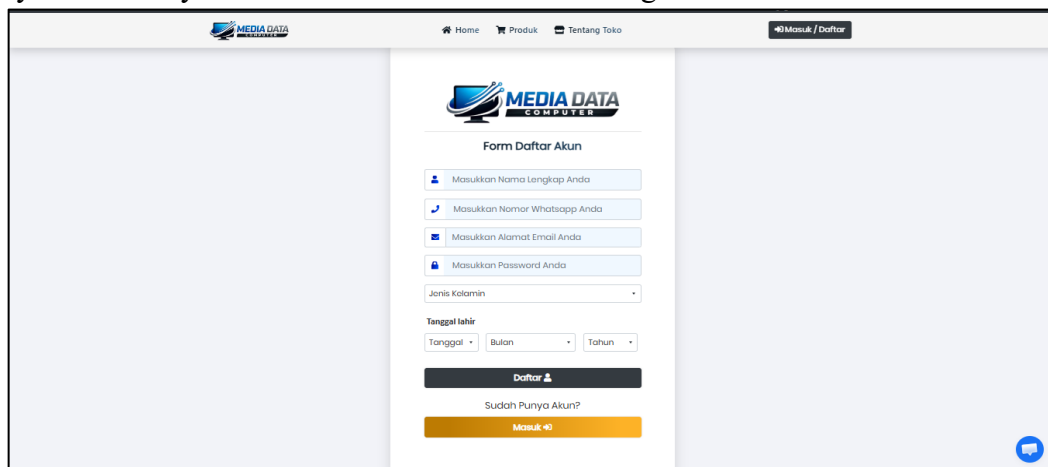 MEDIA DATA
COMPUTER
Home Produk Tentang Toko
Masuk / Daftar
MEDIA DATA
COMPUTER
Form Daftar Akun
Masukkan Nama Lengkap Anda
Masukkan Nomor Whatsapp Anda
Masukkan Alamat Email Anda
Masukkan Password Anda
Jenis Kelamin
Tanggal lahir
Tanggal Bulan Tahun
Daftar
Sudah Punya Akun?
Masuk